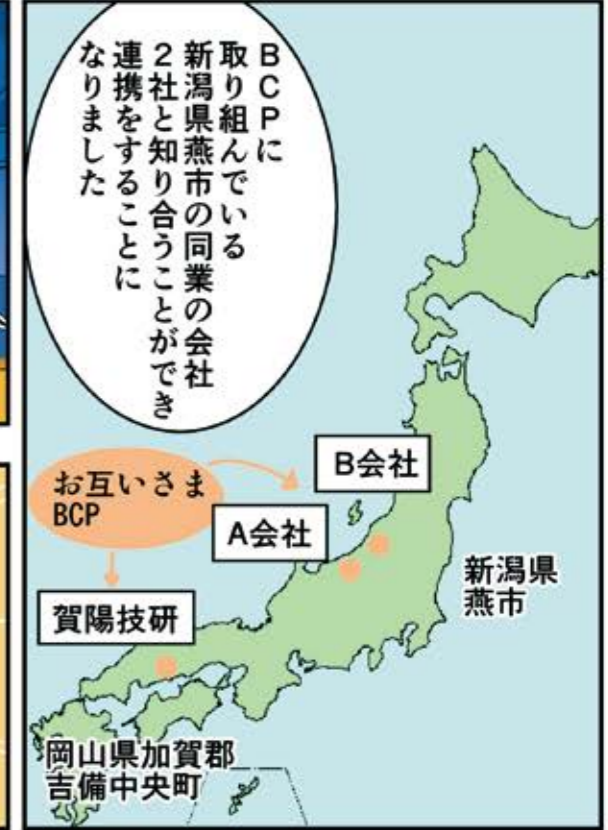 BCPに
取り組んでいる
新潟県燕市の同業の会社
2社と知り合うことができ
連携をすることに
なりました
B会社
お互いさま
BCP
A会社
新潟県
燕市
賀陽技研
岡山県加賀郡
吉備中央町